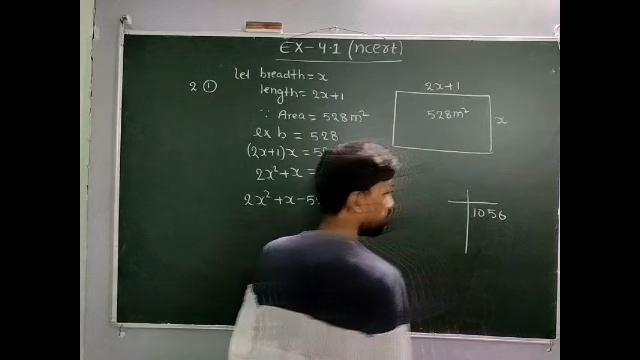 EX-4.1 (ncert)
2 ① Let breadth = x
length = 2x+1
∵ Area = 528m²
l x b = 528
(2x+1)x = 5
2x² + x =
2x² + x - 5
2x+1
528m²
x
1056